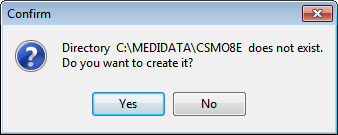 Confirm
Directory C:\MEDIDATA\CSMO8E does not exist.
Do you want to create it?
Yes No